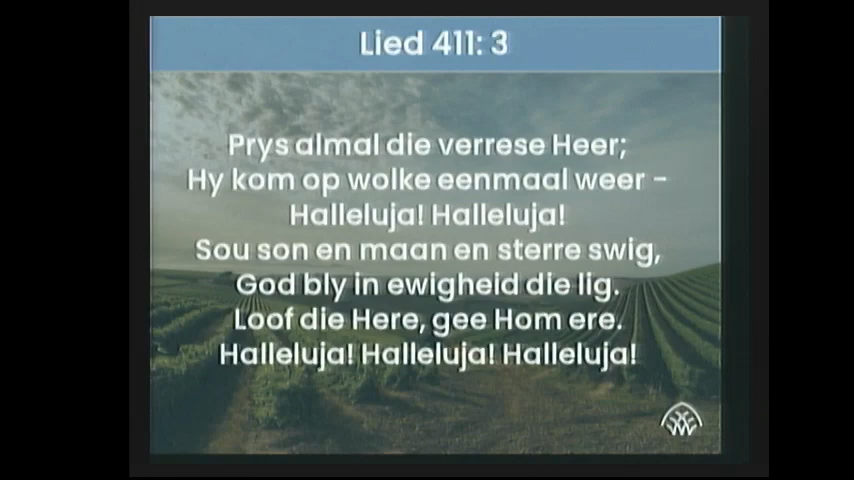 Lied 411: 3
Prys almal die verrese Heer;
Hy kom op wolke eenmaal weer -
Halleluja! Halleluja!
Sou son en maan en sterre swig,
God bly in ewigheid die lig.
Loof die Here, gee Hom ere.
Halleluja! Halleluja! Halleluja!